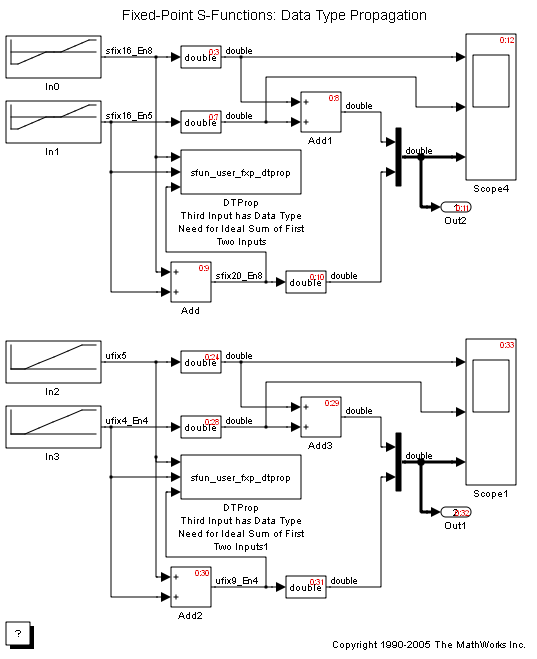 Fixed-Point S-Functions: Data Type Propagation
0:12
sfix16_En8
0:3
double
double
In0
0:8
sfix16_En5
0:7
double
double
double
Add1
double
In1
sfun_user_fxp_dtprop
Scope4
DTProp
Third Input has Data Type
Need for Ideal Sum of First
Two Inputs
1
0:11
Out2
0:9
sfix20_En8
0:10
double
double
Add
0:33
ufix5
0:24
double
double
In2
0:29
ufix4_En4
0:28
double
double
double
Add3
double
In3
sfun_user_fxp_dtprop
Scope1
DTProp
Third Input has Data Type
Need for Ideal Sum of First
Two Inputs1
2
0:32
Out1
0:30
ufix9_En4
0:31
double
double
Add2
?
Copyright 1990-2005 The MathWorks Inc.